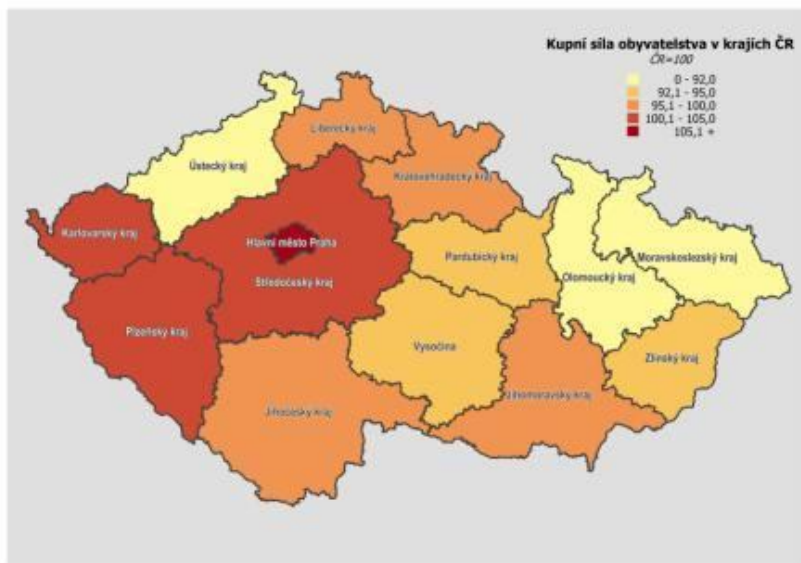 Kupní síla obyvatelstva v krajích ČR
ČR=100
0 - 92,0
92,1 - 95,0
95,1 - 100,0
100,1 - 105,0
105,1 +
Liberecký kraj
Ústecký kraj
Královéhradecký kraj
Karlovarský kraj
Hlavní město Praha
Středočeský kraj
Pardubický kraj
Olomoucký kraj
Moravskoslezský kraj
Plzeňský kraj
Vysočina
Zlínský kraj
Jihočeský kraj
Jihomoravský kraj